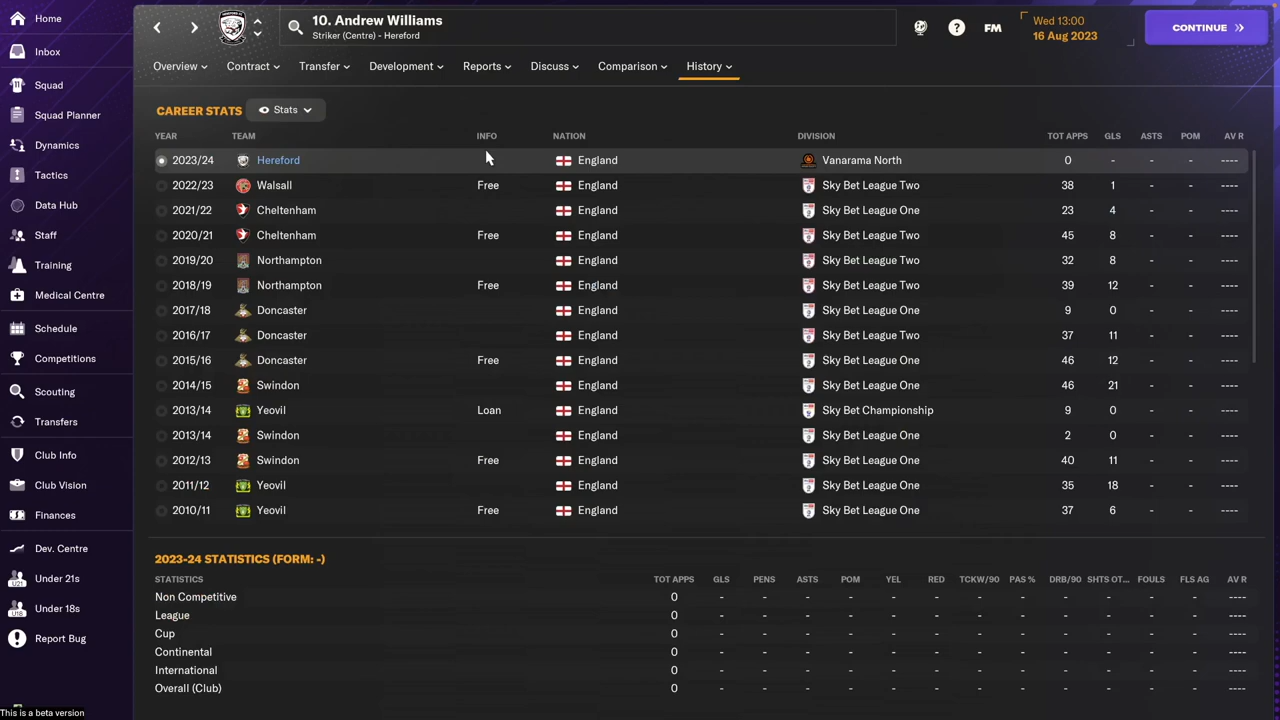 Home
Inbox
Squad
Squad Planner
Dynamics
Tactics
Data Hub
Staff
Training
Medical Centre
Schedule
Competitions
Scouting
Transfers
Club Info
Club Vision
Finances
Dev. Centre
Under 21s
Under 18s
Report Bug
This is a beta version
10. Andrew Williams
Striker (Centre) - Hereford
FM
Wed 13:00
16 Aug 2023
CONTINUE
Overview Contract Transfer Development Reports Discuss Comparison History
CAREER STATS Stats
YEAR TEAM INFO NATION DIVISION TOT APPS GLS ASTS POM AV R
2023/24 Hereford England Vanarama North 0 - - - ----
2022/23 Walsall Free England Sky Bet League Two 38 1 - - ----
2021/22 Cheltenham England Sky Bet League One 23 4 - - ----
2020/21 Cheltenham Free England Sky Bet League Two 45 8 - - ----
2019/20 Northampton England Sky Bet League Two 32 8 - - ----
2018/19 Northampton Free England Sky Bet League Two 39 12 - - ----
2017/18 Doncaster England Sky Bet League One 9 0 - - ----
2016/17 Doncaster England Sky Bet League Two 37 11 - - ----
2015/16 Doncaster Free England Sky Bet League One 46 12 - - ----
2014/15 Swindon England Sky Bet League One 46 21 - - ----
2013/14 Yeovil Loan England Sky Bet Championship 9 0 - - ----
2013/14 Swindon England Sky Bet League One 2 0 - - ----
2012/13 Swindon Free England Sky Bet League One 40 11 - - ----
2011/12 Yeovil England Sky Bet League One 35 18 - - ----
2010/11 Yeovil Free England Sky Bet League One 37 6 - - ----
2023-24 STATISTICS (FORM: -)
STATISTICS TOT APPS GLS PENS ASTS POM YEL RED TCKW/90 PAS % DRB/90 SHTS OT... FOULS FLS AG AV R
Non Competitive 0 - - - - - - - - - - - - ----
League 0 - - - - - - - - - - - - ----
Cup 0 - - - - - - - - - - - - ----
Continental 0 - - - - - - - - - - - - ----
International 0 - - - - - - - - - - - - ----
Overall (Club) 0 - - - - - - - - - - - - ----